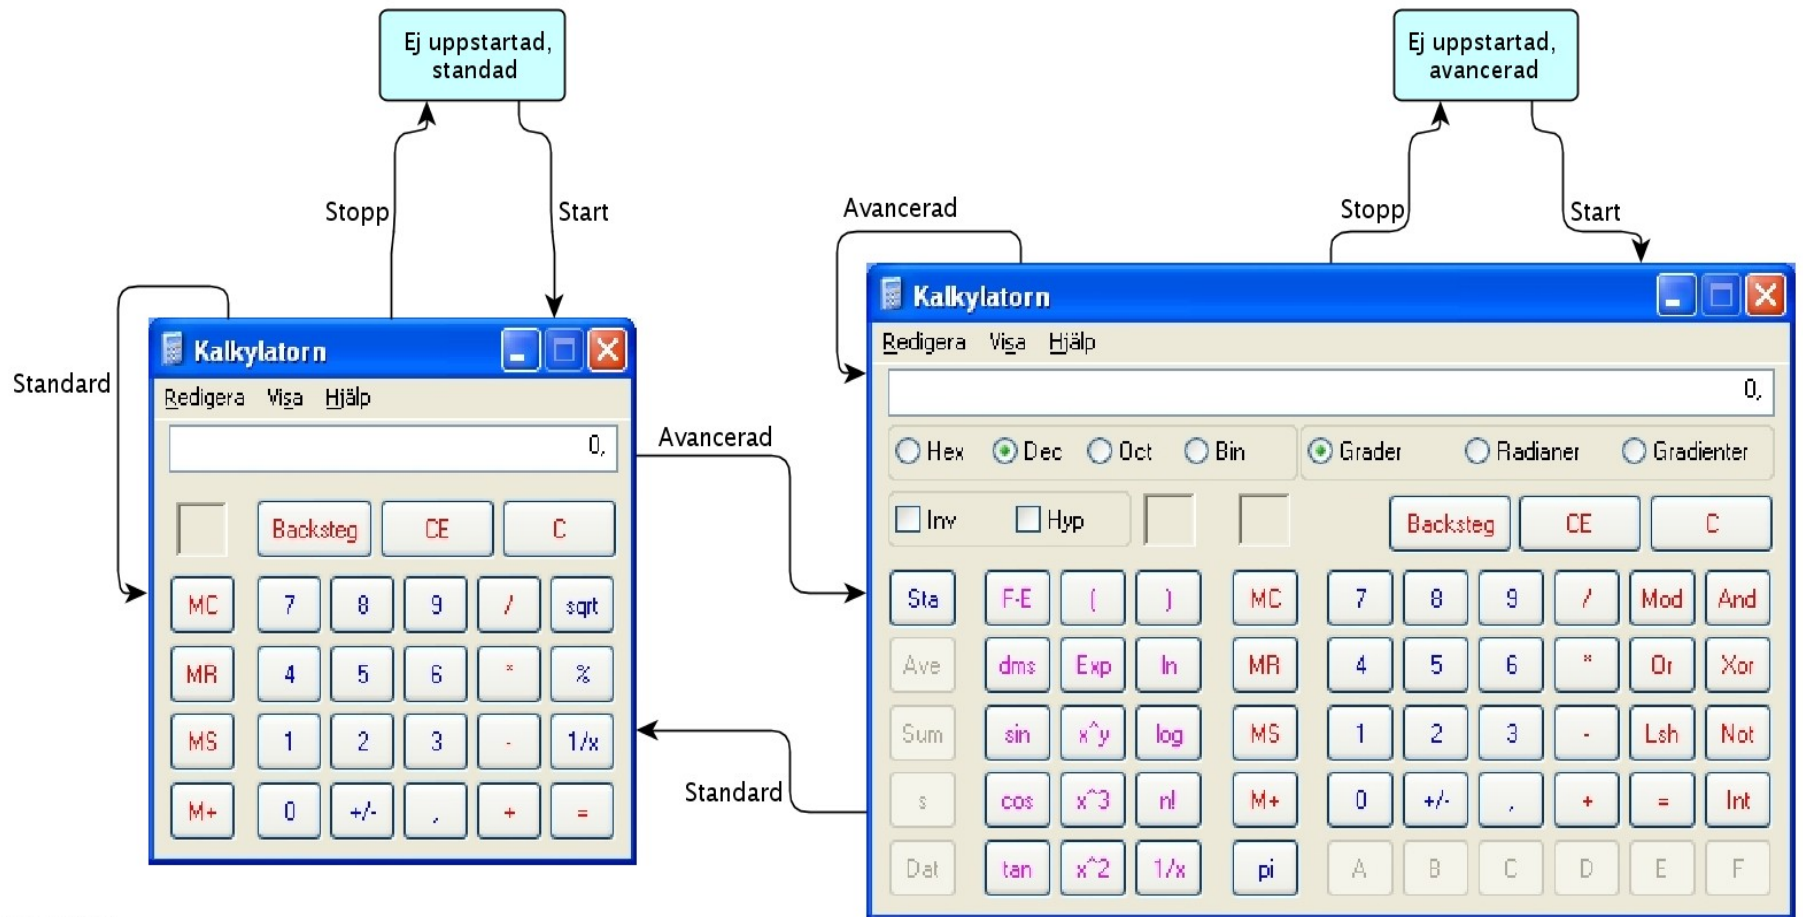 Ej uppstartad,
standad
Ej uppstartad,
avancerad
Stopp
Start
Avancerad
Stopp
Start
Standard
Kalkylatorn
Redigera Visa Hjälp
0,
Backsteg CE C
MC 7 8 9 / sqrt
MR 4 5 6 * %
MS 1 2 3 - 1/x
M+ 0 +/- , + =
Avancerad
Standard
Kalkylatorn
Redigera Visa Hjälp
0,
Hex Dec Oct Bin Grader Radianer Gradienter
Inv Hyp Backsteg CE C
Sta F-E ( ) MC 7 8 9 / Mod And
Ave dms Exp ln MR 4 5 6 * Or Xor
Sum sin x^y log MS 1 2 3 - Lsh Not
s cos x^3 n! M+ 0 +/- , + = Int
Dat tan x^2 1/x pi A B C D E F